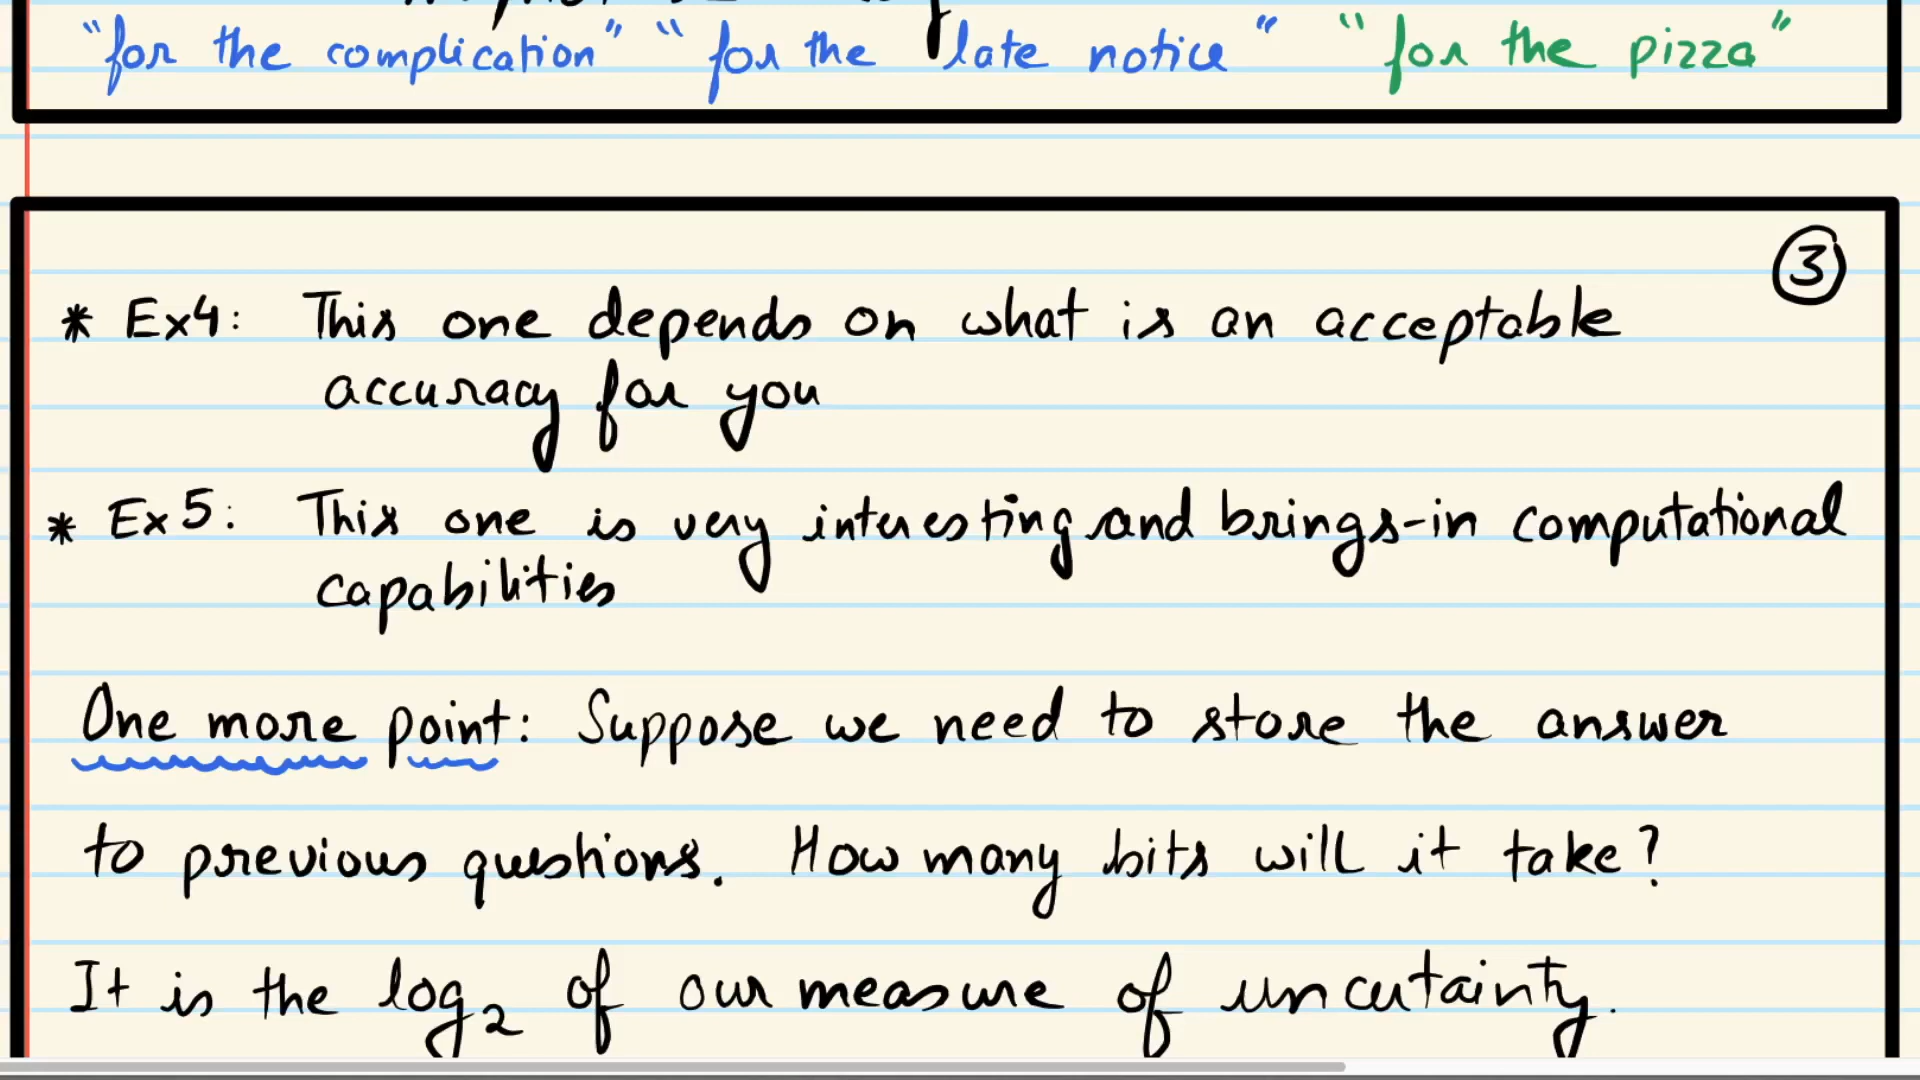 "for the complication" "for the late notice" "for the pizza"
3
* Ex4: This one depends on what is an acceptable
accuracy for you
* Ex5: This one is very interesting and brings-in computational
capabilities
One more point: Suppose we need to store the answer
to previous questions. How many bits will it take?
It is the log2 of our measure of uncertainty.